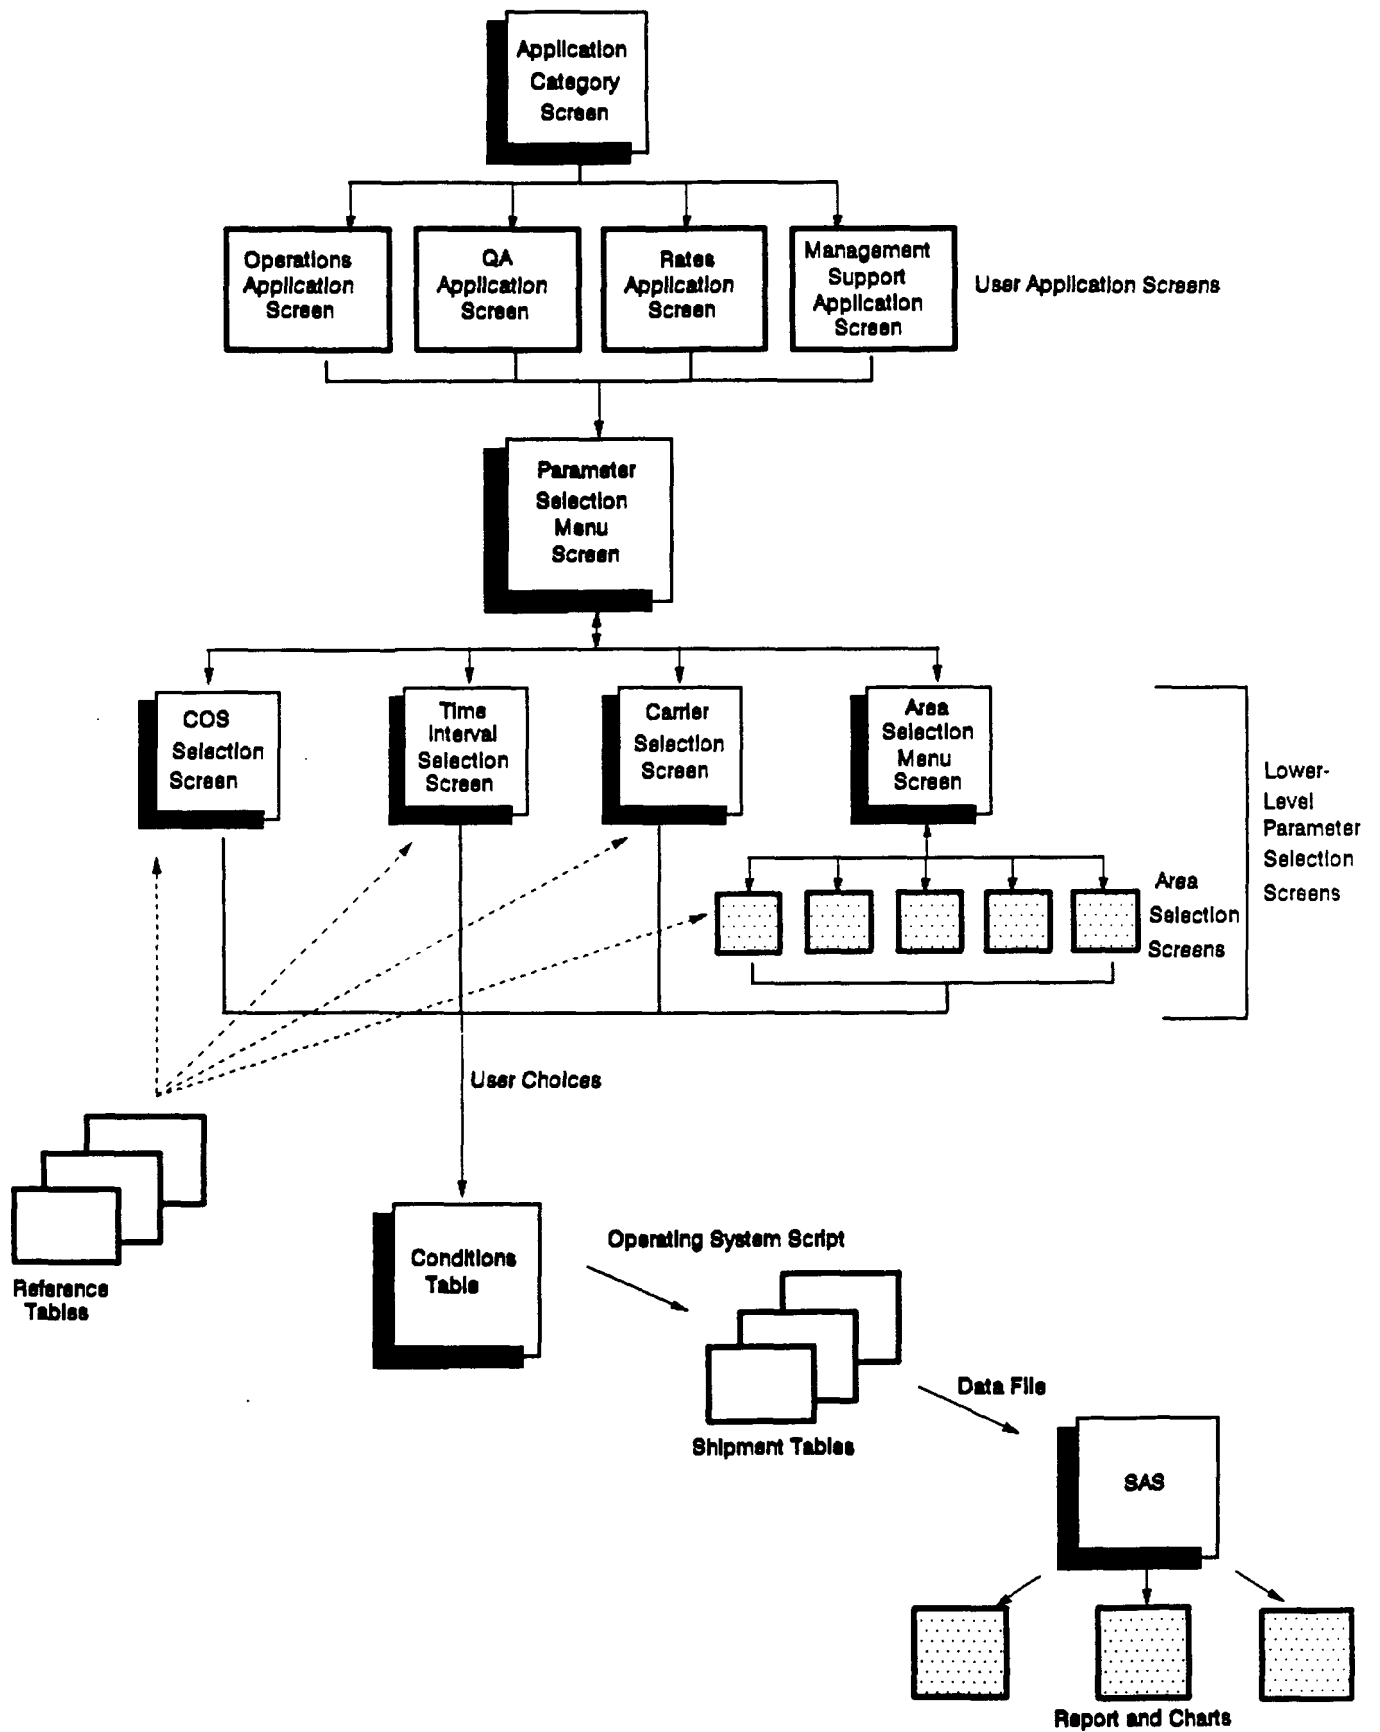 Application
Category
Screen
Operations
Application
Screen
QA
Application
Screen
Rates
Application
Screen
Management
Support
Application
Screen
User Application Screens
Parameter
Selection
Menu
Screen
COS
Selection
Screen
Time
Interval
Selection
Screen
Carrier
Selection
Screen
Area
Selection
Menu
Screen
Lower-
Level
Parameter
Selection
Screens
Area
Selection
Screens
User Choices
Reference
Tables
Conditions
Table
Operating System Script
Shipment Tables
Data File
SAS
Report and Charts